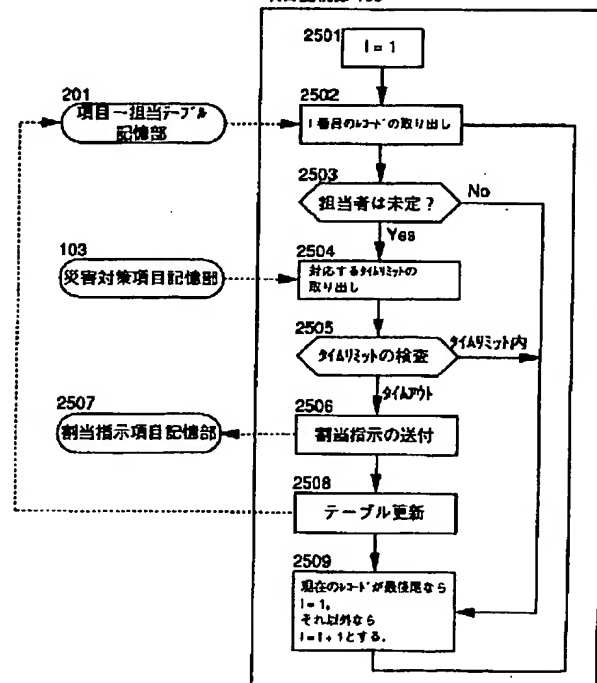 2501
I = 1
201
項目－担当テーブル
記憶部
2502
I番目のレコードの取り出し
2503
担当者は未定？
No
Yes
103
災害対策項目記憶部
2504
対応するタイムリミットの
取り出し
2505
タイムリミットの検査
タイムリミット内
タイムアウト
2507
割当指示項目記憶部
2506
割当指示の送付
2508
テーブル更新
2509
現在のレコードが最後尾なら
I = 1,
それ以外なら
I = I + 1とする.